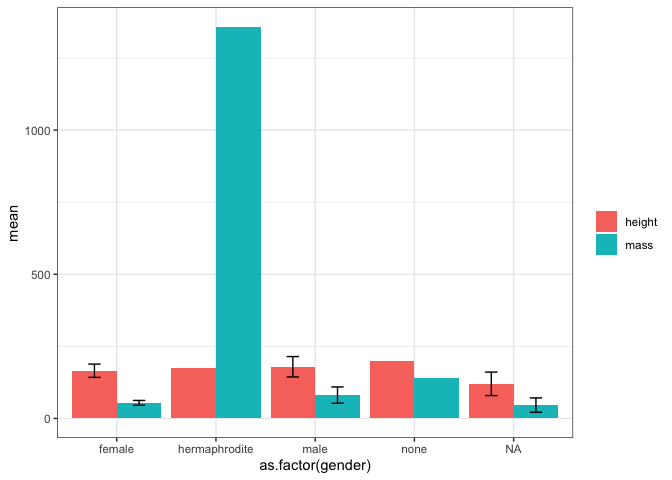 mean
1000
500
0
female
hermaphrodite
male
none
NA
as.factor(gender)
height
mass